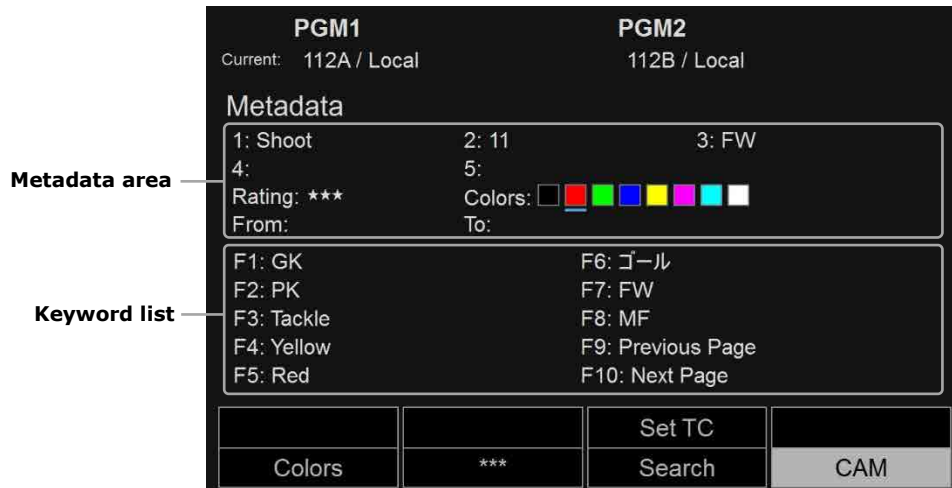 PGM1 PGM2
Current: 112A / Local 112B / Local
Metadata
Metadata area
1: Shoot 2: 11 3: FW
4: 5:
Rating: ★★★ Colors:
From: To:
Keyword list
F1: GK F6: ゴール
F2: PK F7: FW
F3: Tackle F8: MF
F4: Yellow F9: Previous Page
F5: Red F10: Next Page
Set TC
Colors *** Search CAM